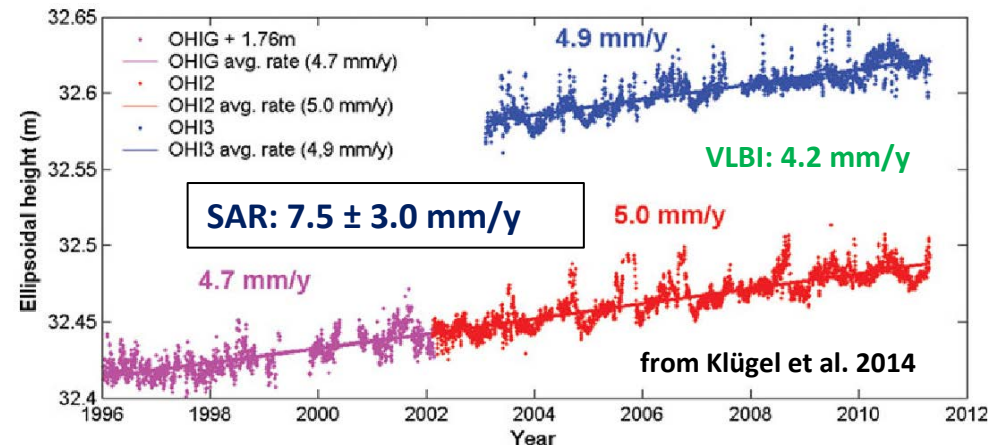 32.65
32.6
32.55
32.5
32.45
32.4
Ellipsoidal height (m)
OHIG + 1.76m
OHIG avg. rate (4.7 mm/y)
OHI2
OHI2 avg. rate (5.0 mm/y)
OHI3
OHI3 avg. rate (4,9 mm/y)
4.9 mm/y
VLBI: 4.2 mm/y
SAR: 7.5 ± 3.0 mm/y
5.0 mm/y
4.7 mm/y
from Klügel et al. 2014
1996 1998 2000 2002 2004 2006 2008 2010 2012
Year